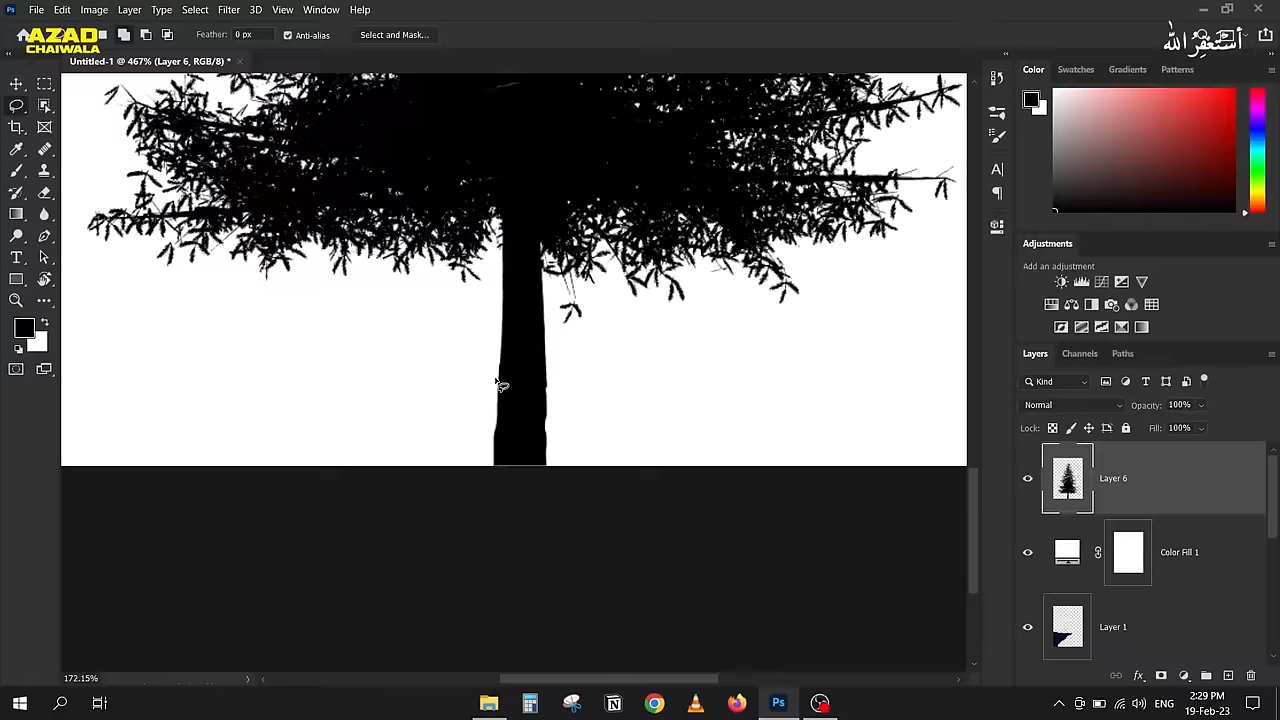 File Edit Image Layer Type Select Filter 3D View Window Help
AZAD
CHAIWALA
Feather: 0 px Anti-alias Select and Mask...
أستغفر الله
Untitled-1 @ 467% (Layer 6, RGB/8) *
Color Swatches Gradients Patterns
Adjustments
Add an adjustment
Layers Channels Paths
Kind
Normal Opacity: 100%
Lock: Fill: 100%
Layer 6
Color Fill 1
Layer 1
172.15%
ENG 2:29 PM
19-Feb-23